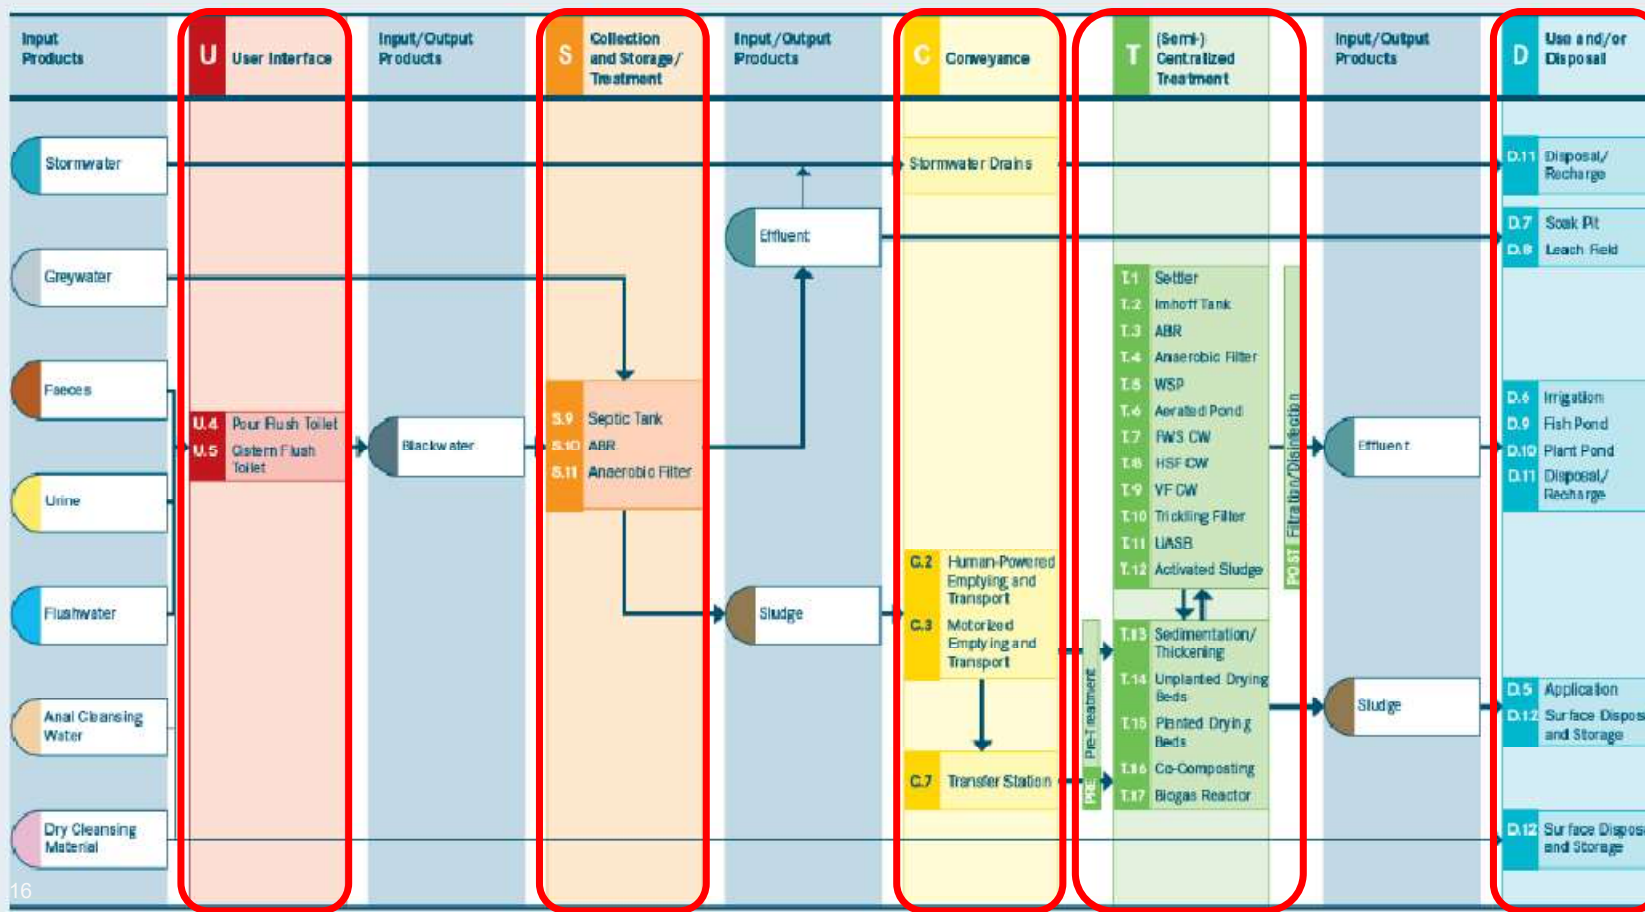 Input
Products
U User Interface
Input/Output
Products
S Collection
and Storage/
Treatment
Input/Output
Products
C Conveyance
T (Semi-)
Centralized
Treatment
Input/Output
Products
D Use and/or
Disposal
Stormwater
Greywater
Faeces
Urine
Flushwater
Anal Cleansing
Water
Dry Cleansing
Material
16
U.4 Pour Flush Toilet
U.5 Cistern Flush
Toilet
Blackwater
S.9 Septic Tank
S.10 ABR
S.11 Anaerobic Filter
Effluent
Sludge
Stormwater Drains
C.2 Human-Powered
Emptying and
Transport
C.3 Motorized
Emptying and
Transport
C.7 Transfer Station
PRE Pre-Treatment
T.1 Settler
T.2 Imhoff Tank
T.3 ABR
T.4 Anaerobic Filter
T.5 WSP
T.6 Aerated Pond
T.7 FWS CW
T.8 HSF CW
T.9 VF CW
T.10 Trickling Filter
T.11 UASB
T.12 Activated Sludge
T.13 Sedimentation/
Thickening
T.14 Unplanted Drying
Beds
T.15 Planted Drying
Beds
T.16 Co-Composting
T.17 Biogas Reactor
POST Filtration/Disinfection
Effluent
Sludge
D.11 Disposal/
Recharge
D.7 Soak Pit
D.8 Leach Field
D.6 Irrigation
D.9 Fish Pond
D.10 Plant Pond
D.11 Disposal/
Recharge
D.5 Application
D.12 Surface Dispos
and Storage
D.12 Surface Dispos
and Storage